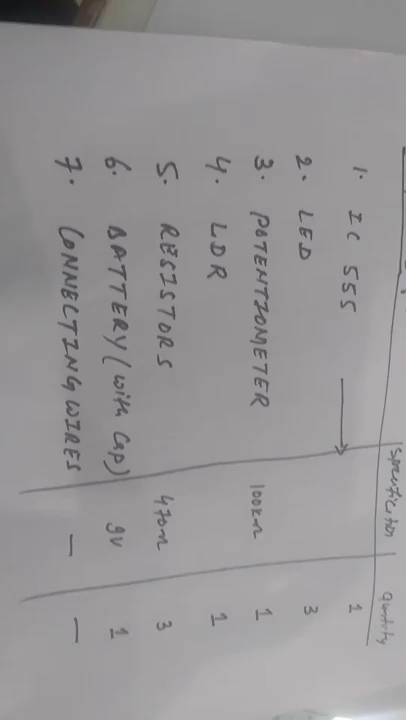 Specification Quantity
1. IC 555 → 1
2. LED 3
3. POTENTIOMETER 100KΩ 1
4. LDR 1
5. RESISTORS 470Ω 3
6. BATTERY (with Cap) 9V 1
7. CONNECTING WIRES — —